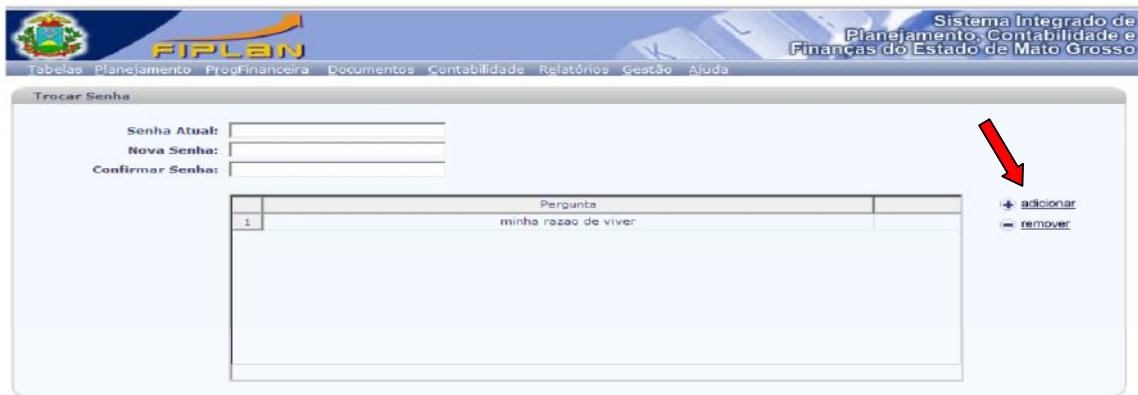 FIPLAN
Sistema Integrado de
Planejamento, Contabilidade e
Finanças do Estado de Mato Grosso
Tabelas Planejamento ProgFinanceira Documentos Contabilidade Relatórios Gestão Ajuda
Trocar Senha
Senha Atual:
Nova Senha:
Confirmar Senha:
Pergunta
1 minha razao de viver
adicionar
remover